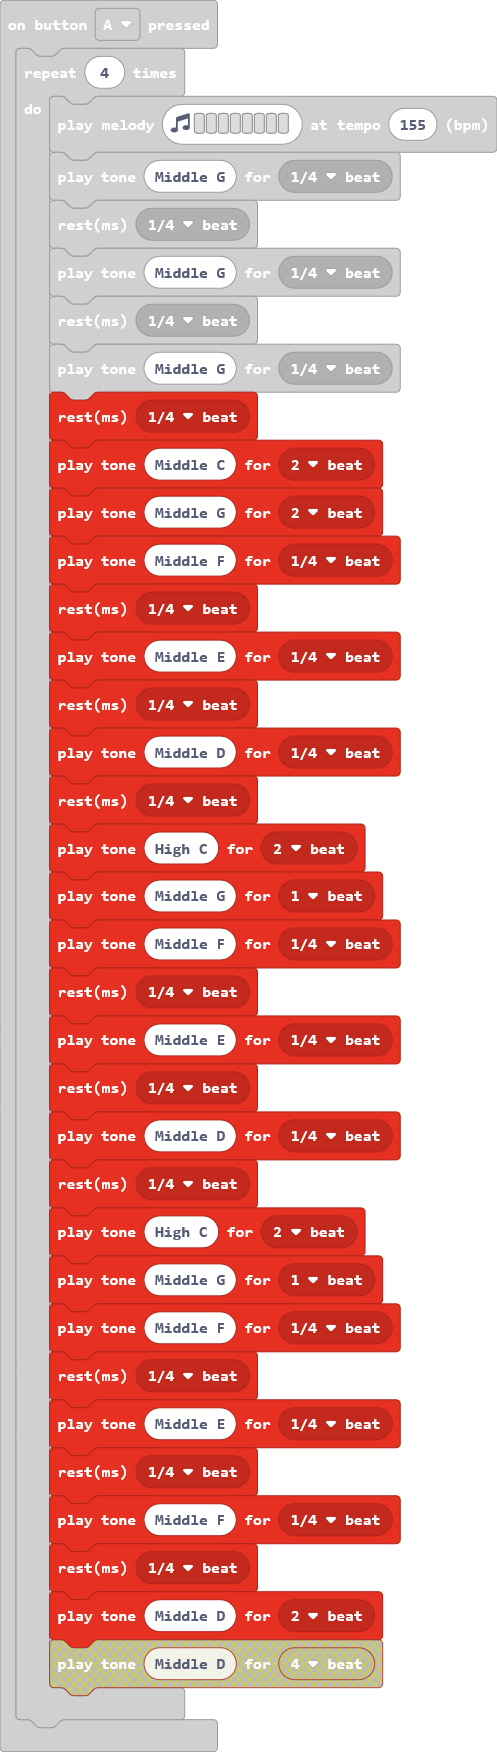 on button A pressed
repeat 4 times
do
play melody at tempo 155 (bpm)
play tone Middle G for 1/4 beat
rest(ms) 1/4 beat
play tone Middle G for 1/4 beat
rest(ms) 1/4 beat
play tone Middle G for 1/4 beat
rest(ms) 1/4 beat
play tone Middle C for 2 beat
play tone Middle G for 2 beat
play tone Middle F for 1/4 beat
rest(ms) 1/4 beat
play tone Middle E for 1/4 beat
rest(ms) 1/4 beat
play tone Middle D for 1/4 beat
rest(ms) 1/4 beat
play tone High C for 2 beat
play tone Middle G for 1 beat
play tone Middle F for 1/4 beat
rest(ms) 1/4 beat
play tone Middle E for 1/4 beat
rest(ms) 1/4 beat
play tone Middle D for 1/4 beat
rest(ms) 1/4 beat
play tone High C for 2 beat
play tone Middle G for 1 beat
play tone Middle F for 1/4 beat
rest(ms) 1/4 beat
play tone Middle E for 1/4 beat
rest(ms) 1/4 beat
play tone Middle F for 1/4 beat
rest(ms) 1/4 beat
play tone Middle D for 2 beat
play tone Middle D for 4 beat